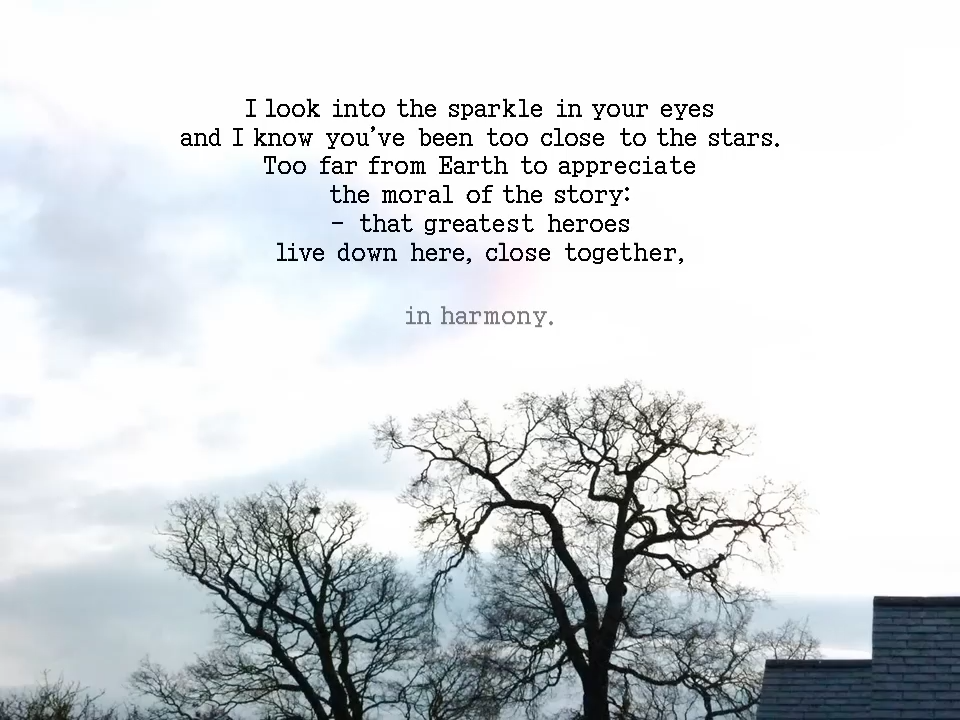 I look into the sparkle in your eyes
and I know you've been too close to the stars.
Too far from Earth to appreciate
the moral of the story:
- that greatest heroes
live down here, close together,
in harmony.